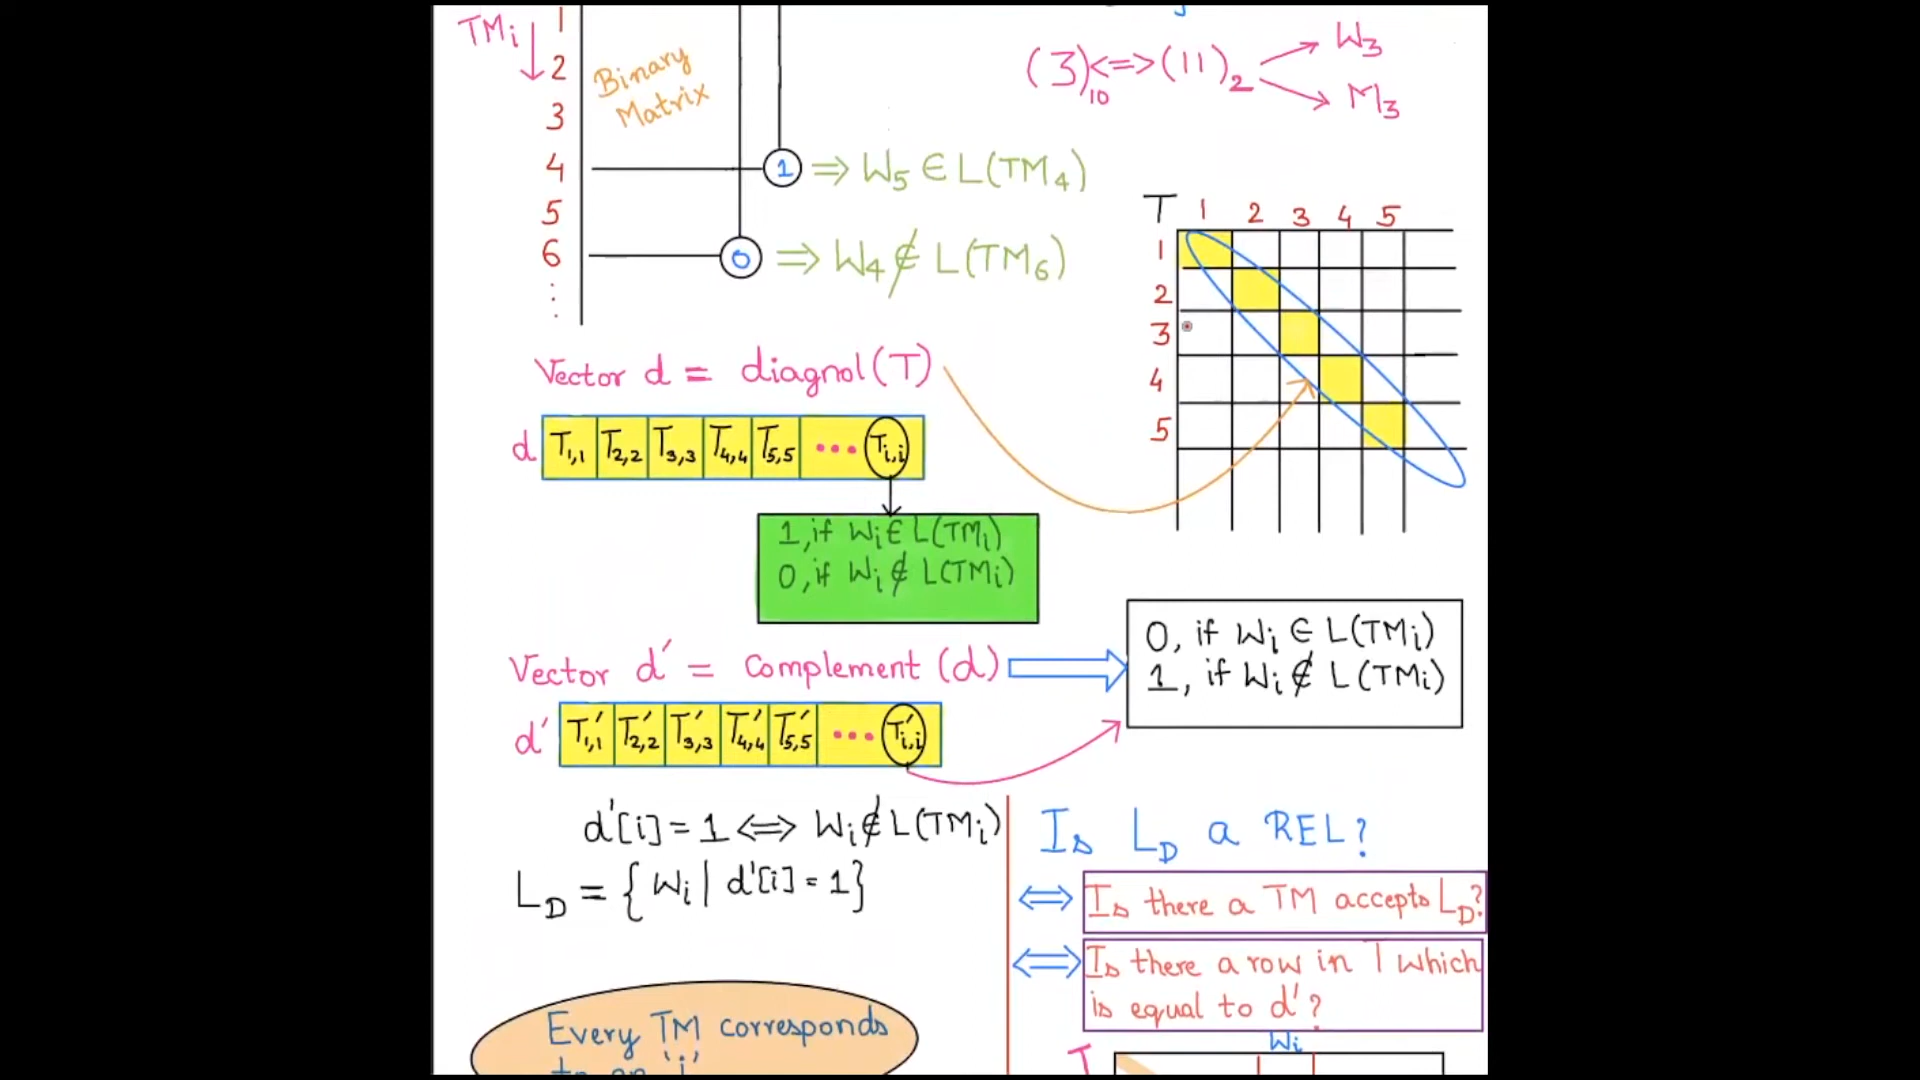 TMi
1
2
3
4
5
6
Binary
Matrix
1 ⇒ W5 ∈ L(TM4)
0 ⇒ W4 ∉ L(TM6)
(3)10 <=> (11)2
W3
M3
T 1 2 3 4 5
1
2
3
4
5
Vector d = diagnol(T)
d T1,1 T2,2 T3,3 T4,4 T5,5 ... Ti,i
1, if Wi ∈ L(TMi)
0, if Wi ∉ L(TMi)
Vector d' = Complement (d)
0, if Wi ∈ L(TMi)
1, if Wi ∉ L(TMi)
d' T'1,1 T'2,2 T'3,3 T'4,4 T'5,5 ... T'i,i
d'[i] = 1 <=> Wi ∉ L(TMi)
LD = { Wi | d'[i] = 1}
Is LD a REL?
<=> Is there a TM accepts LD?
<=> Is there a row in T which
is equal to d'?
Wi
T
Every TM corresponds
to an 'i'